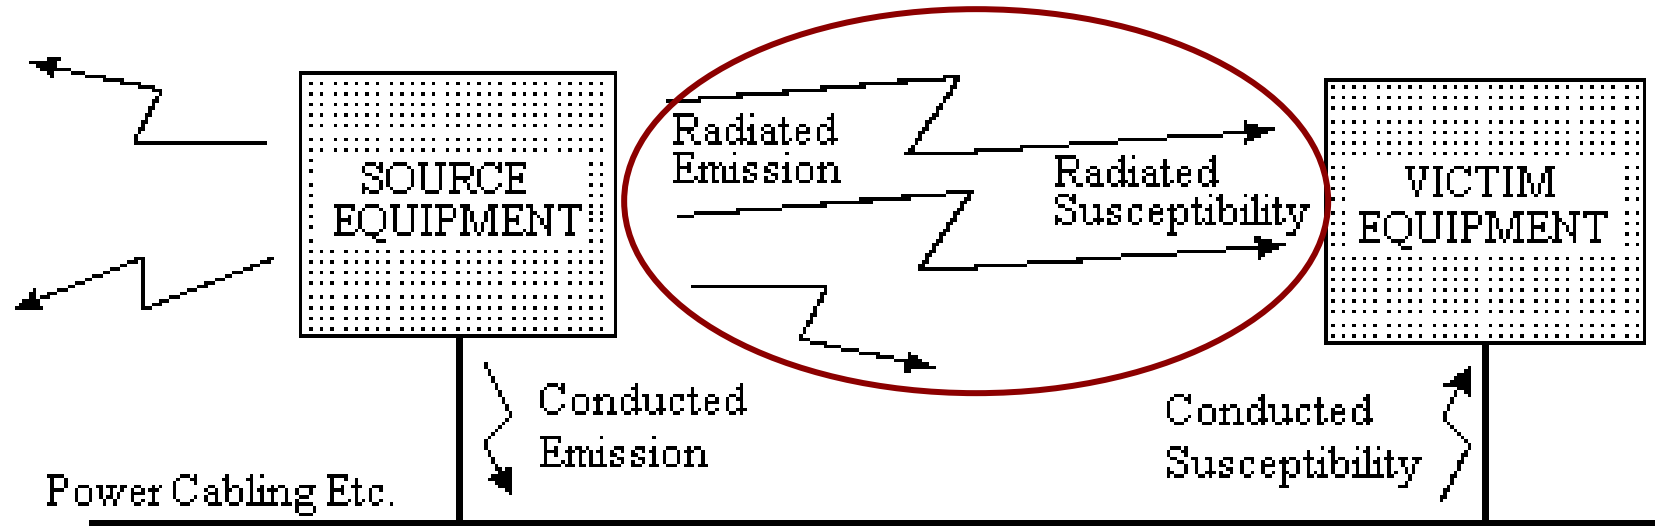 SOURCE
EQUIPMENT
Radiated
Emission
Radiated
Susceptibility
VICTIM
EQUIPMENT
Conducted
Emission
Conducted
Susceptibility
Power Cabling Etc.